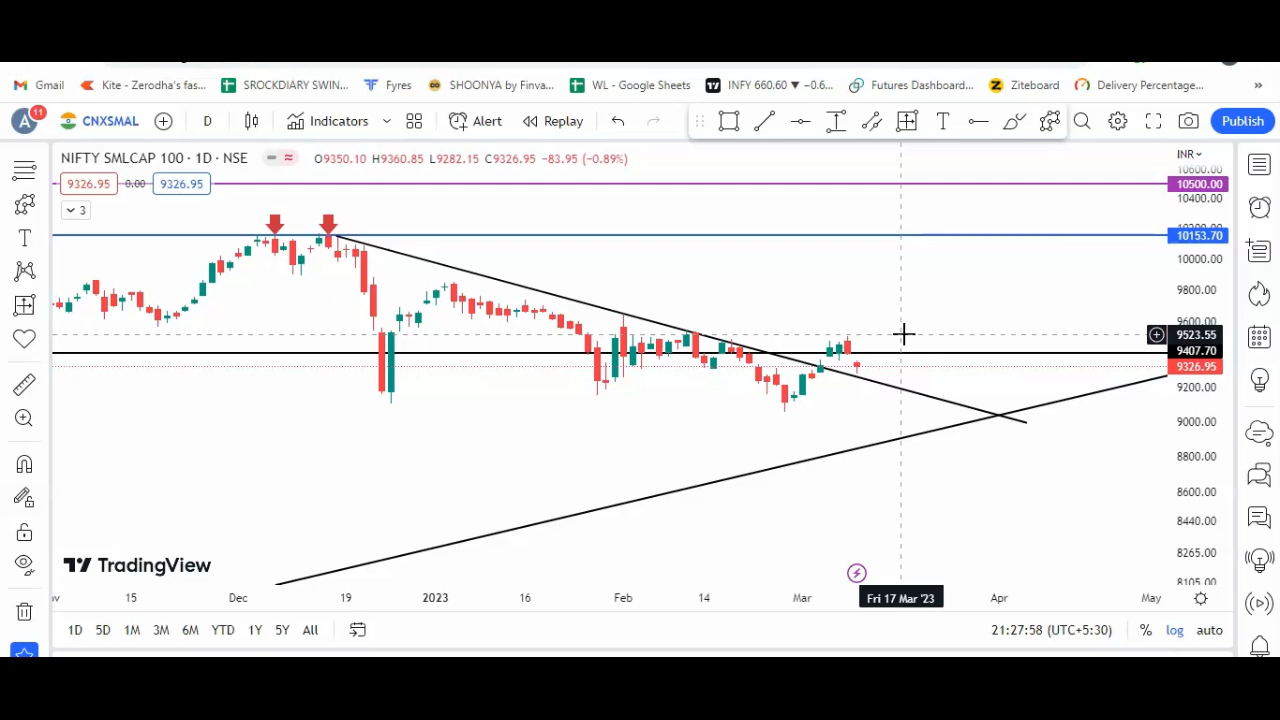 Gmail Kite - Zerodha's fas... SROCKDIARY SWIN... Fyres SHOONYA by Finva... WL - Google Sheets INFY 660.60 ▼ −0.6... Futures Dashboard... Ziteboard Delivery Percentage... »
A 11 CNXSMAL D Indicators Alert Replay T Publish
NIFTY SMLCAP 100 · 1D · NSE O9350.10 H9360.85 L9282.15 C9326.95 −83.95 (−0.89%) INR
9326.95 0.00 9326.95
3
10600.00
10500.00
10400.00
10153.70
10000.00
9800.00
9600.00
9523.55
9407.70
9326.95
9200.00
9000.00
8800.00
8600.00
8440.00
8265.00
8105.00
TradingView
15 Dec 19 2023 16 Feb 14 Mar Fri 17 Mar '23 Apr May
1D 5D 1M 3M 6M YTD 1Y 5Y All 21:27:58 (UTC+5:30) % log auto